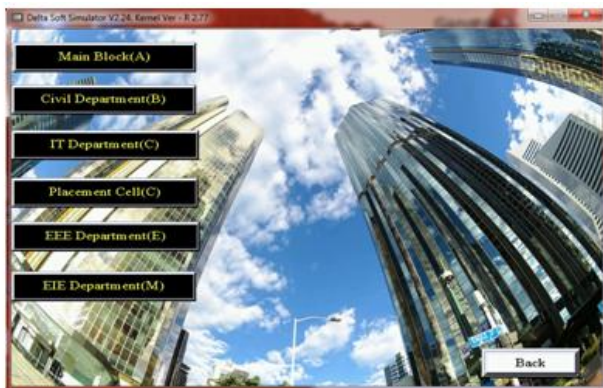 Delta Soft Simulator V2.24. Kernel Ver - R 2.77
Main Block(A)
Civil Department(B)
IT Department(C)
Placement Cell(C)
EEE Department(E)
EIE Department(M)
Back